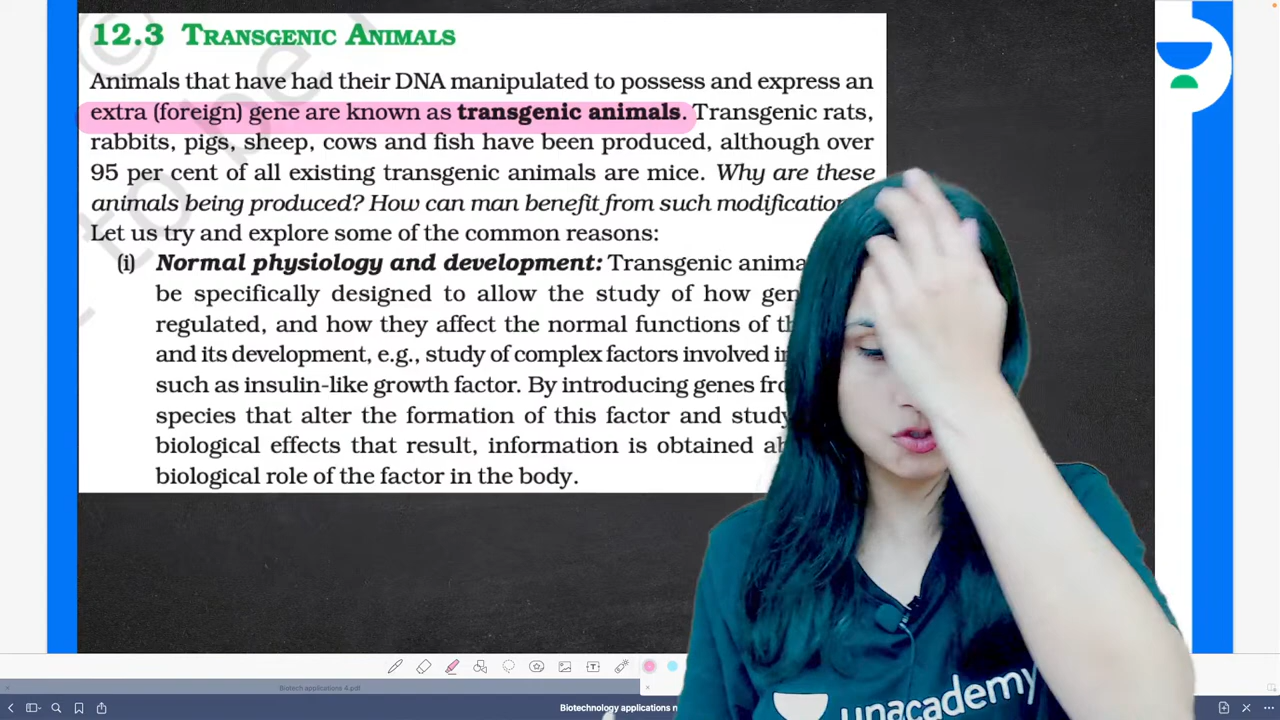 12.3 TRANSGENIC ANIMALS
Animals that have had their DNA manipulated to possess and express an
extra (foreign) gene are known as transgenic animals. Transgenic rats,
rabbits, pigs, sheep, cows and fish have been produced, although over
95 per cent of all existing transgenic animals are mice. Why are these
animals being produced? How can man benefit from such modification
Let us try and explore some of the common reasons:
(i) Normal physiology and development: Transgenic
be specifically designed to allow the study of how
regulated, and how they affect the normal functions of
and its development, e.g., study of complex factors involved
such as insulin-like growth factor. By introducing genes
species that alter the formation of this factor and
biological effects that result, information is obtained
biological role of the factor in the body.
Biotech applications 4.pdf
Biotechnology applications
unacademy